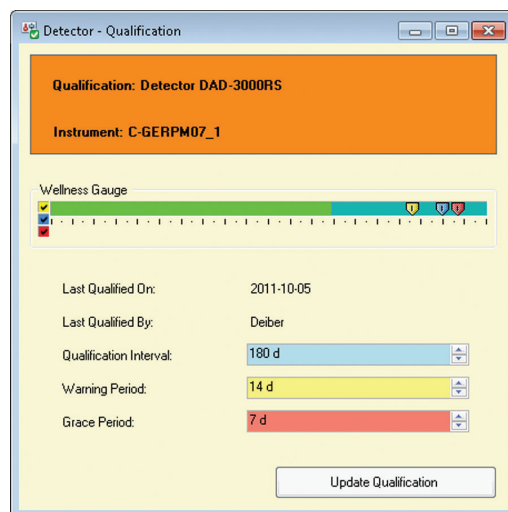 Detector - Qualification
Qualification: Detector DAD-3000RS
Instrument: C-GERPM07_1
Wellness Gauge
Last Qualified On: 2011-10-05
Last Qualified By: Deiber
Qualification Interval: 180 d
Warning Period: 14 d
Grace Period: 7 d
Update Qualification